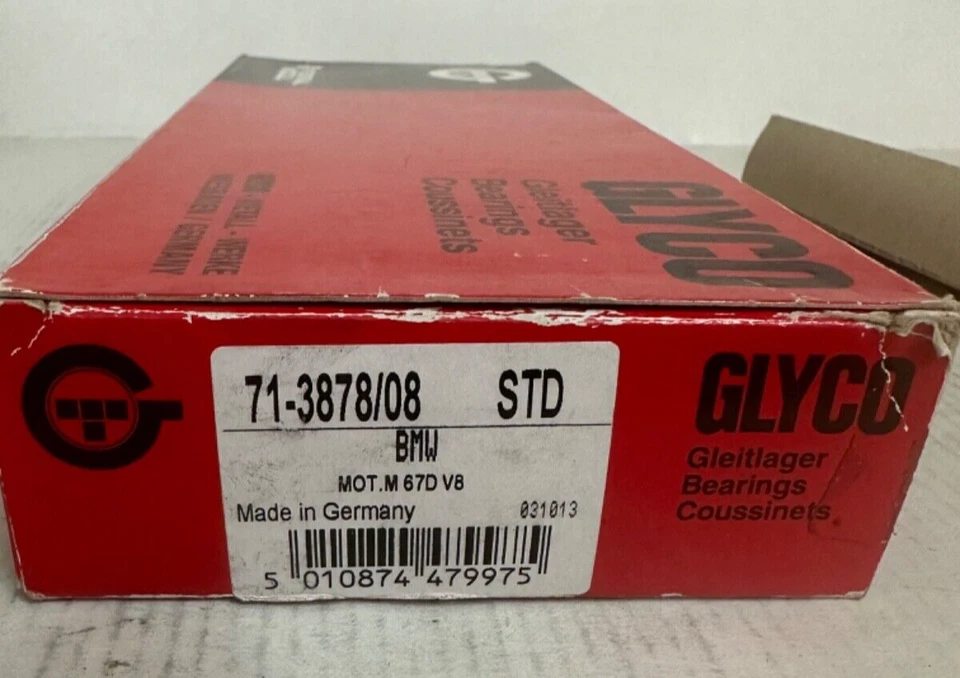 GLYCO
Gleitlager
Bearings
Coussinets
71-3878/08 STD
BMW
MOT.M 67D V8
Made in Germany 031013
5 010874 479975
GLYCO
Gleitlager
Bearings
Coussinets